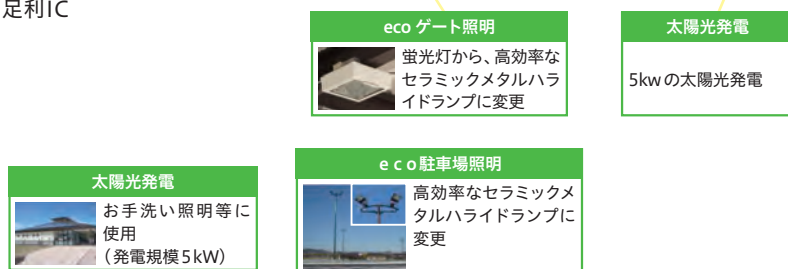 足利IC
eco ゲート照明
蛍光灯から、高効率な
セラミックメタルハラ
イドランプに変更
太陽光発電
5kwの太陽光発電
太陽光発電
お手洗い照明等に
使用
（発電規模5kW）
eco駐車場照明
高効率なセラミックメ
タルハライドランプに
変更